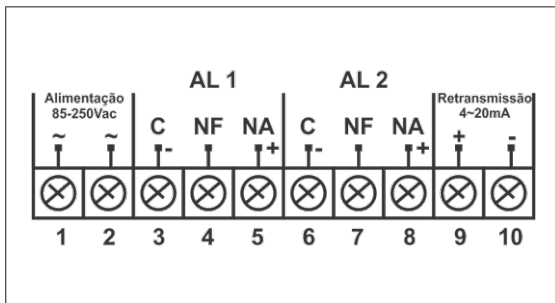 AL 1 AL 2
Alimentação
85-250Vac
Retransmissão
4~20mA
~ ~ C NF NA C NF NA + -
- + - +
1 2 3 4 5 6 7 8 9 10